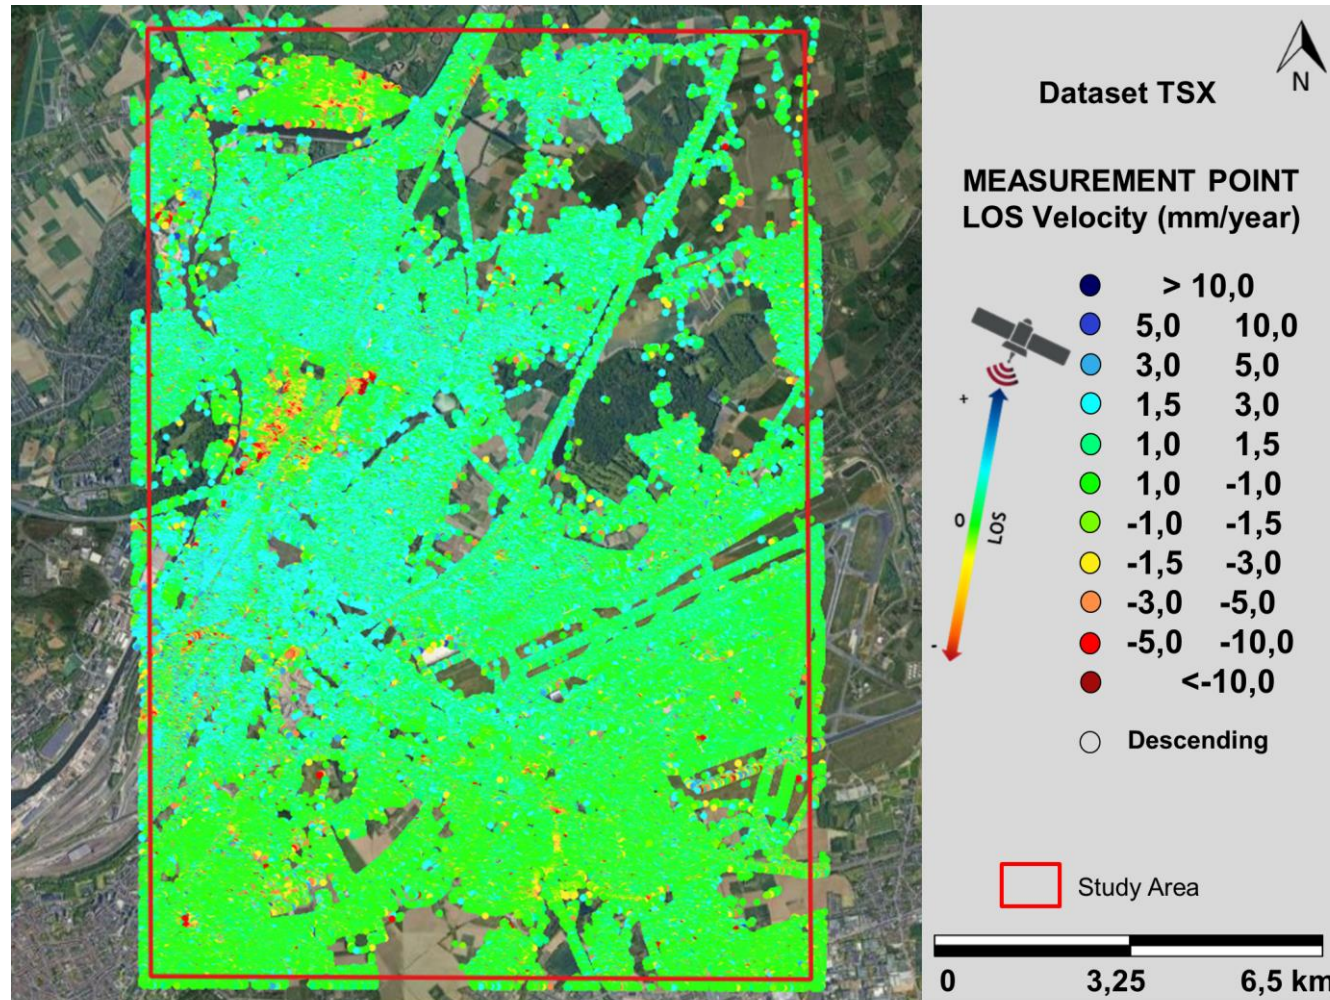 N
Dataset TSX
MEASUREMENT POINT
LOS Velocity (mm/year)
> 10,0
5,0 10,0
3,0 5,0
1,5 3,0
1,0 1,5
1,0 -1,0
-1,0 -1,5
-1,5 -3,0
-3,0 -5,0
-5,0 -10,0
<-10,0
+
0
LOS
-
Descending
Study Area
0 3,25 6,5 km